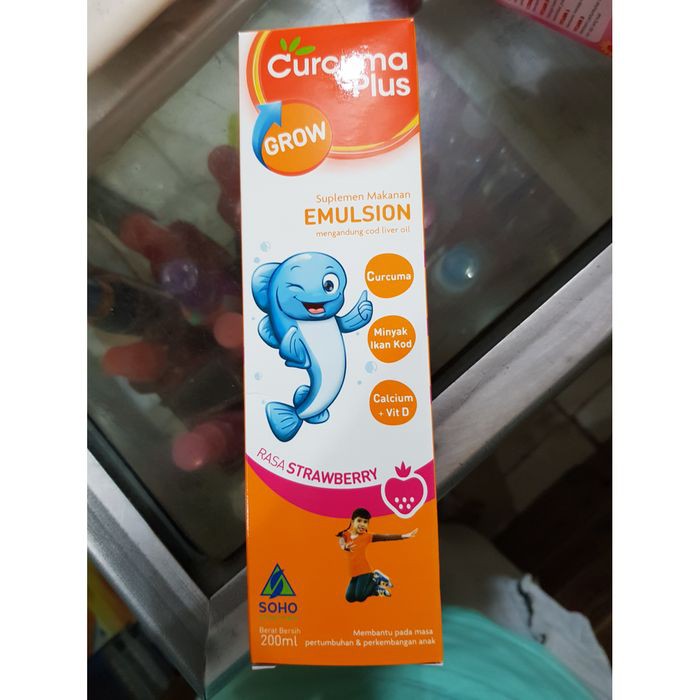 Curcuma
Plus
GROW
Suplemen Makanan
EMULSION
mengandung cod liver oil
Curcuma
Minyak
Ikan Kod
Calcium
+ Vit D
RASA STRAWBERRY
SOHO
Berat Bersih
200ml
Membantu pada masa
pertumbuhan & perkembangan anak